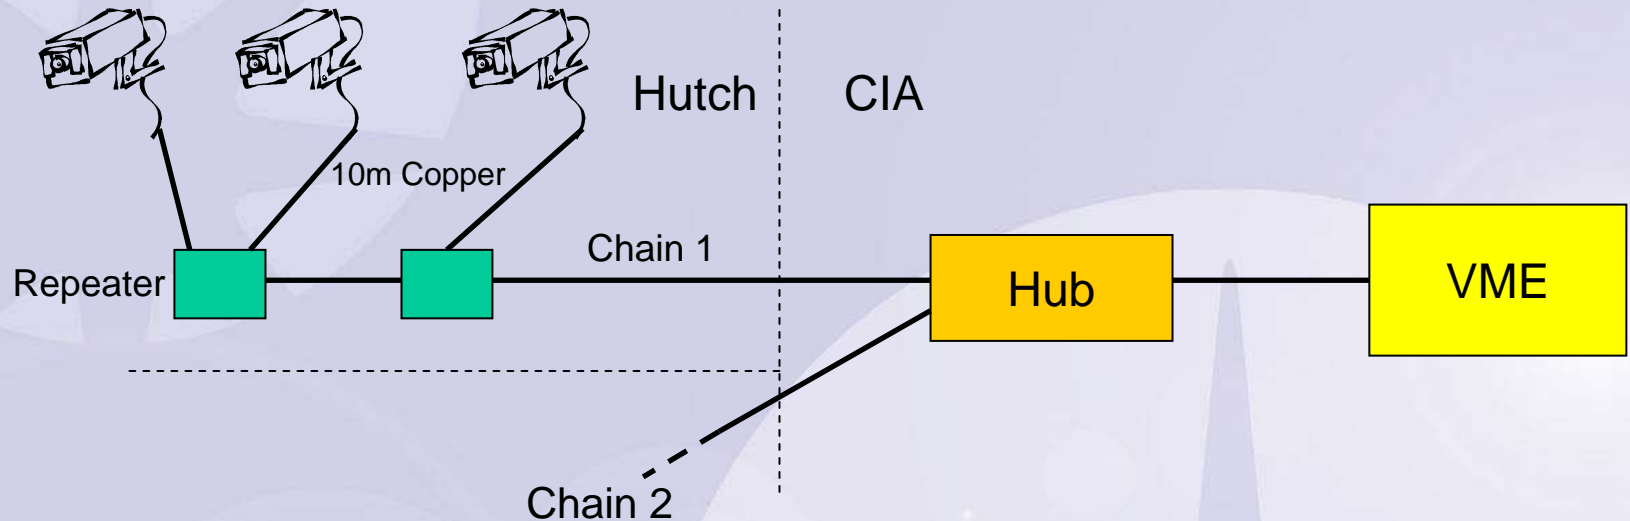 Hutch
CIA
10m Copper
Chain 1
Repeater
Hub
VME
Chain 2